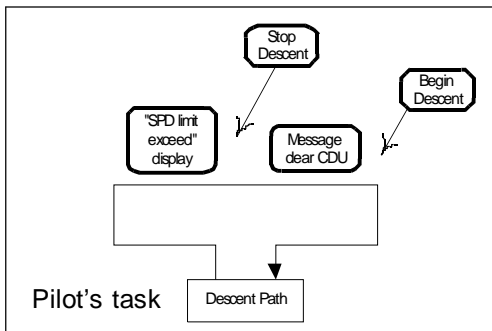 Stop
Descent
Begin
Descent
"SPD limit
exceed"
display
Message
dear CDU
Pilot's task
Descent Path